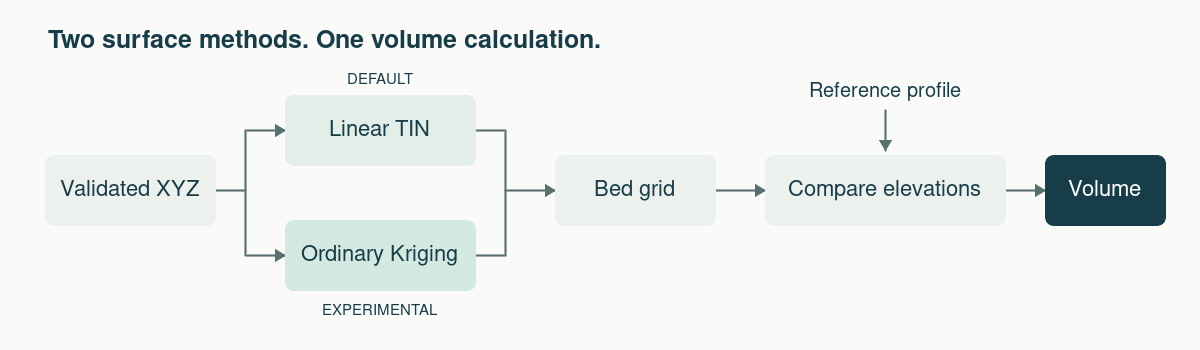 Two surface methods. One volume calculation.
DEFAULT
Linear TIN
Reference profile
Validated XYZ
Bed grid
Compare elevations
Volume
Ordinary Kriging
EXPERIMENTAL